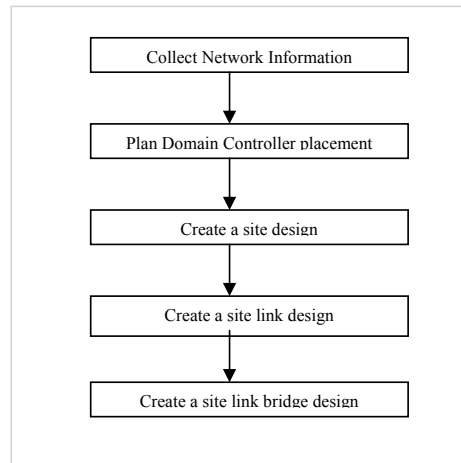 Collect Network Information
Plan Domain Controller placement
Create a site design
Create a site link design
Create a site link bridge design